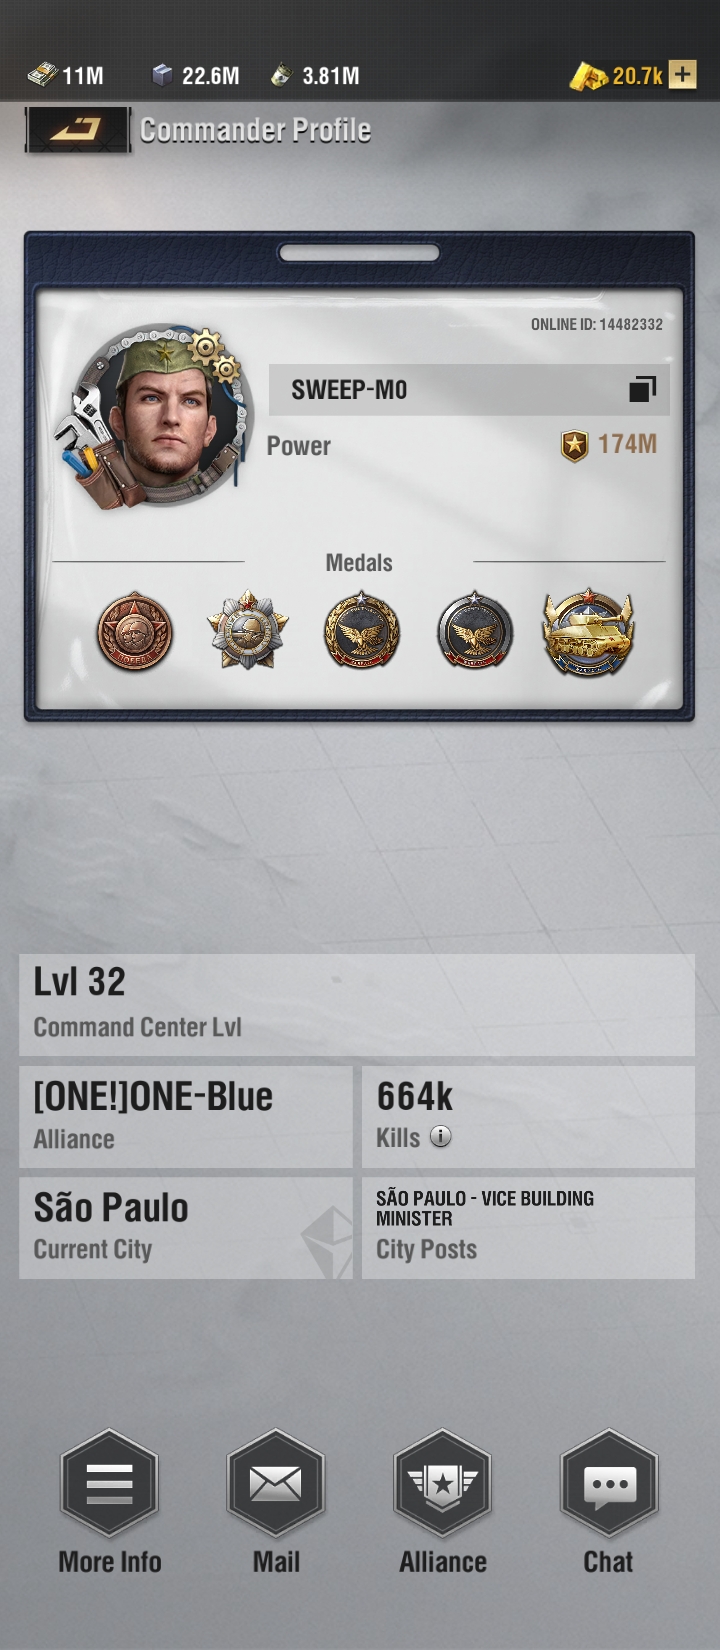 11M 22.6M 3.81M 20.7k
Commander Profile
ONLINE ID: 14482332
SWEEP-M0
Power 174M
Medals
ПОБЕДА
Lvl 32
Command Center Lvl
[ONE!]ONE-Blue
Alliance
664k
Kills
São Paulo
Current City
SÃO PAULO - VICE BUILDING
MINISTER
City Posts
More Info Mail Alliance Chat